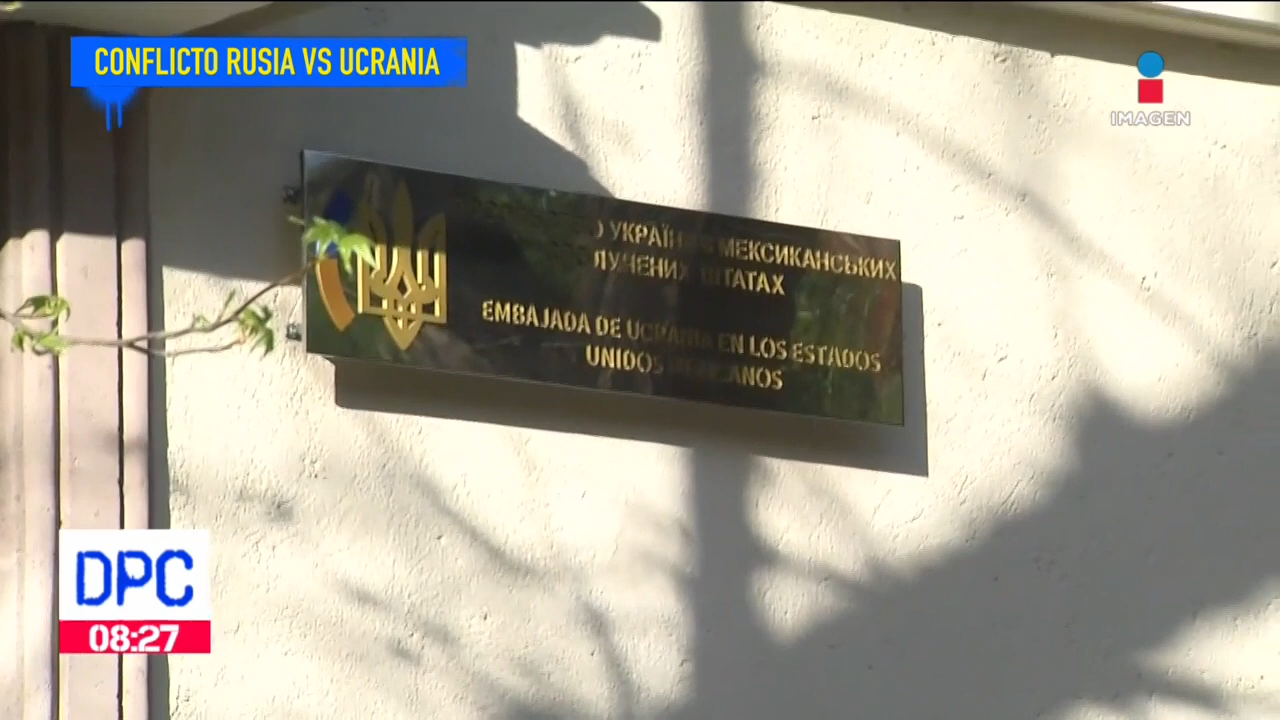 CONFLICTO RUSIA VS UCRANIA
IMAGEN
МЕКСИКАНСЬКИХ
ШТАТАХ
EMBAJADA DE UCRANIA EN LOS ESTADOS
UNIDOS
DPC
08:27